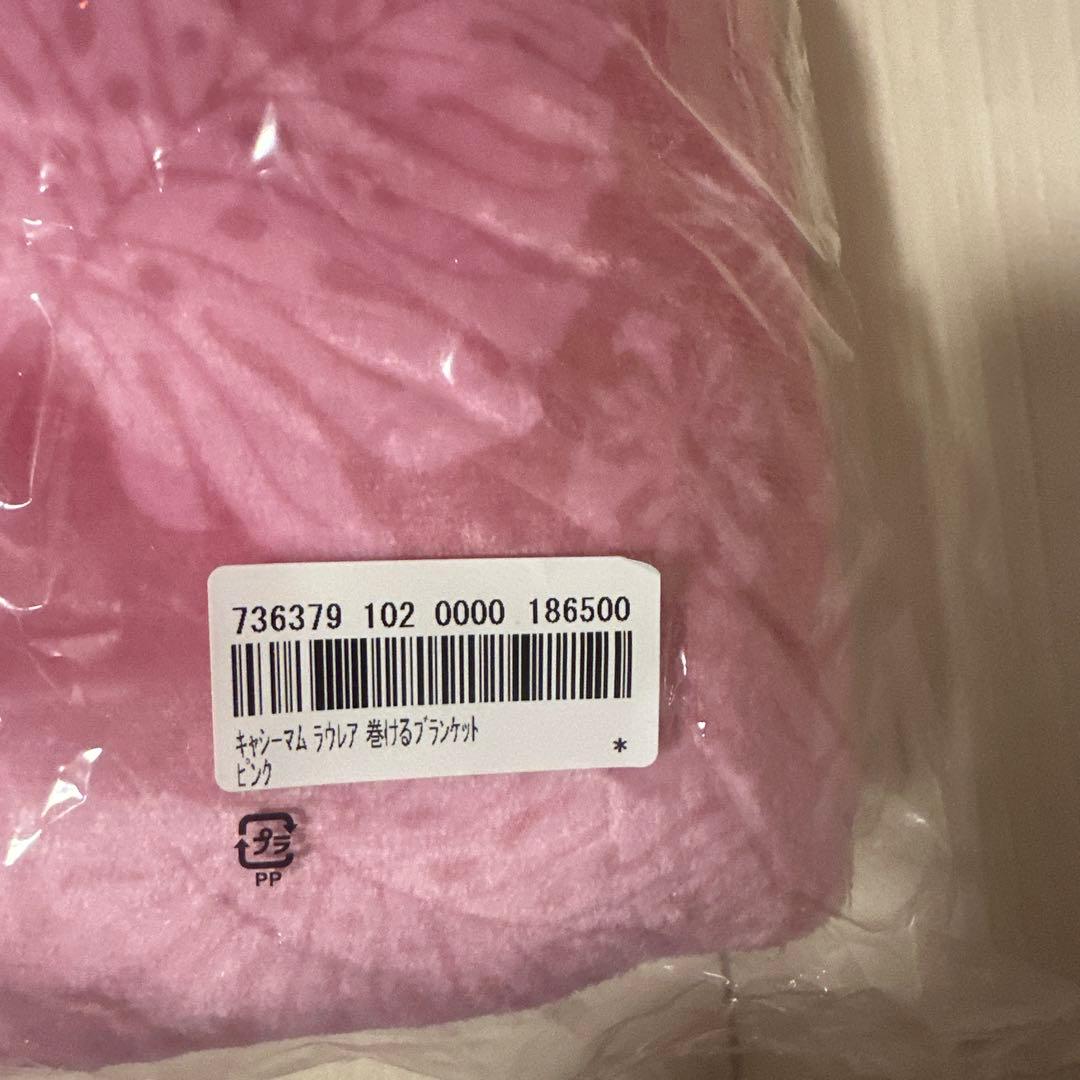 736379 102 0000 186500
ｷｬｼｰﾏﾑ ﾗｳﾚｱ 巻けるﾌﾞﾗﾝｹｯﾄ
ﾋﾟﾝｸ
*
プラ
PP